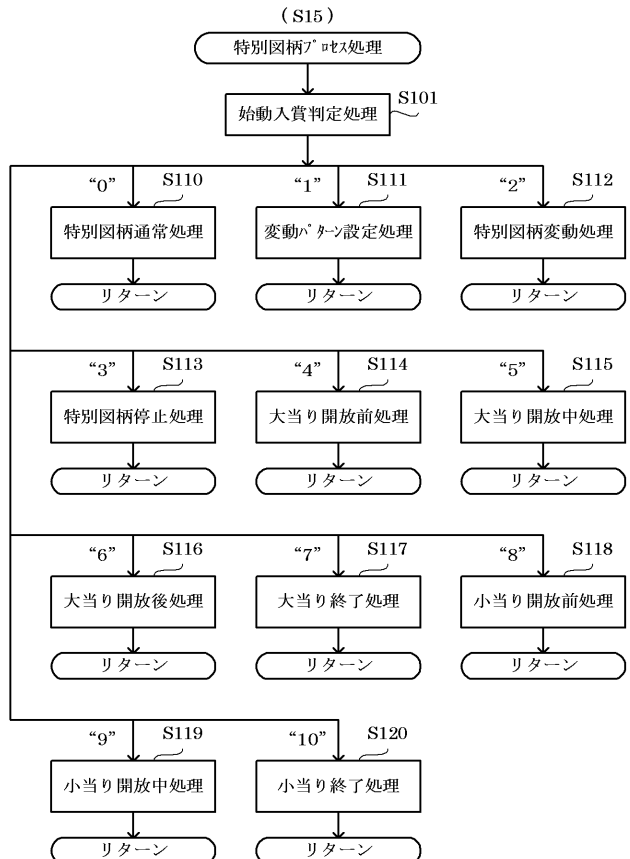 (S15)
特別図柄ﾌﾟﾛｾｽ処理
S101
始動入賞判定処理
“0” S110 “1” S111 “2” S112
特別図柄通常処理 変動ﾊﾟﾀｰﾝ設定処理 特別図柄変動処理
リターン リターン リターン
“3” S113 “4” S114 “5” S115
特別図柄停止処理 大当り開放前処理 大当り開放中処理
リターン リターン リターン
“6” S116 “7” S117 “8” S118
大当り開放後処理 大当り終了処理 小当り開放前処理
リターン リターン リターン
“9” S119 “10” S120
小当り開放中処理 小当り終了処理
リターン リターン